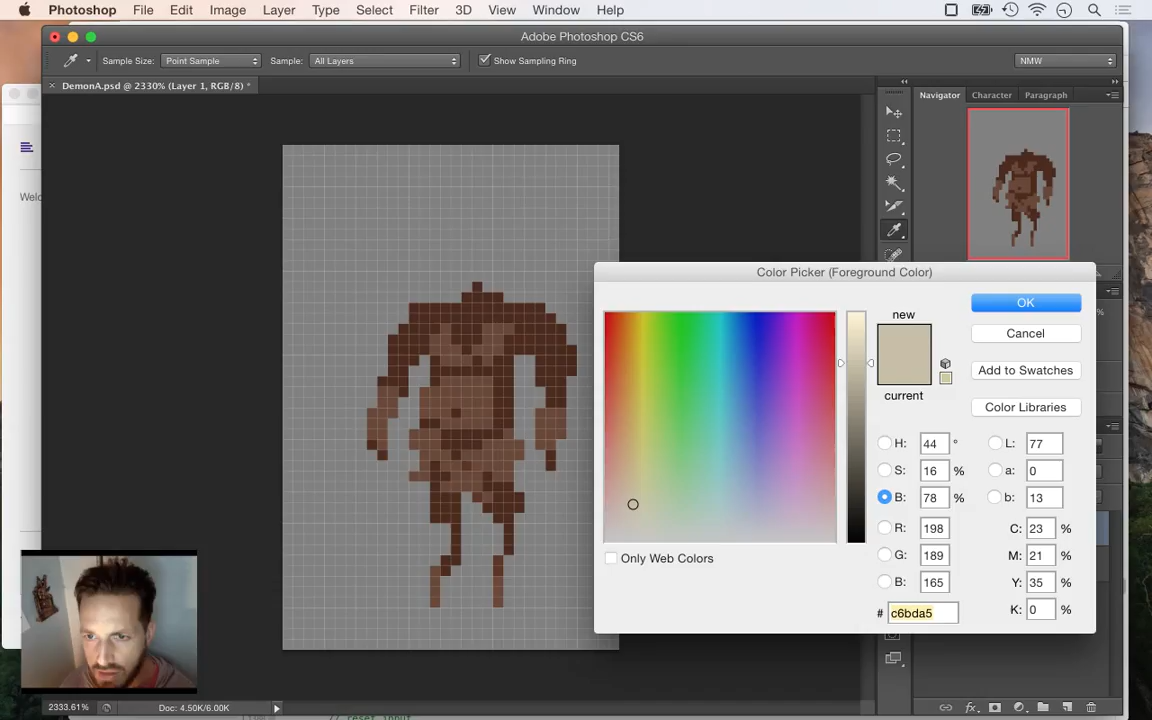 Photoshop File Edit Image Layer Type Select Filter 3D View Window Help
Adobe Photoshop CS6
Sample Size: Point Sample Sample: All Layers Show Sampling Ring NMW
× DemonA.psd @ 2330% (Layer 1, RGB/8) *
Navigator Character Paragraph
Welc
Color Picker (Foreground Color)
new
current
OK
Cancel
Add to Swatches
Color Libraries
H: 44 °
S: 16 %
B: 78 %
R: 198
G: 189
B: 165
# c6bda5
L: 77
a: 0
b: 13
C: 23 %
M: 21 %
Y: 35 %
K: 0 %
Only Web Colors
2333.61% Doc: 4.50K/6.00K
// reset input